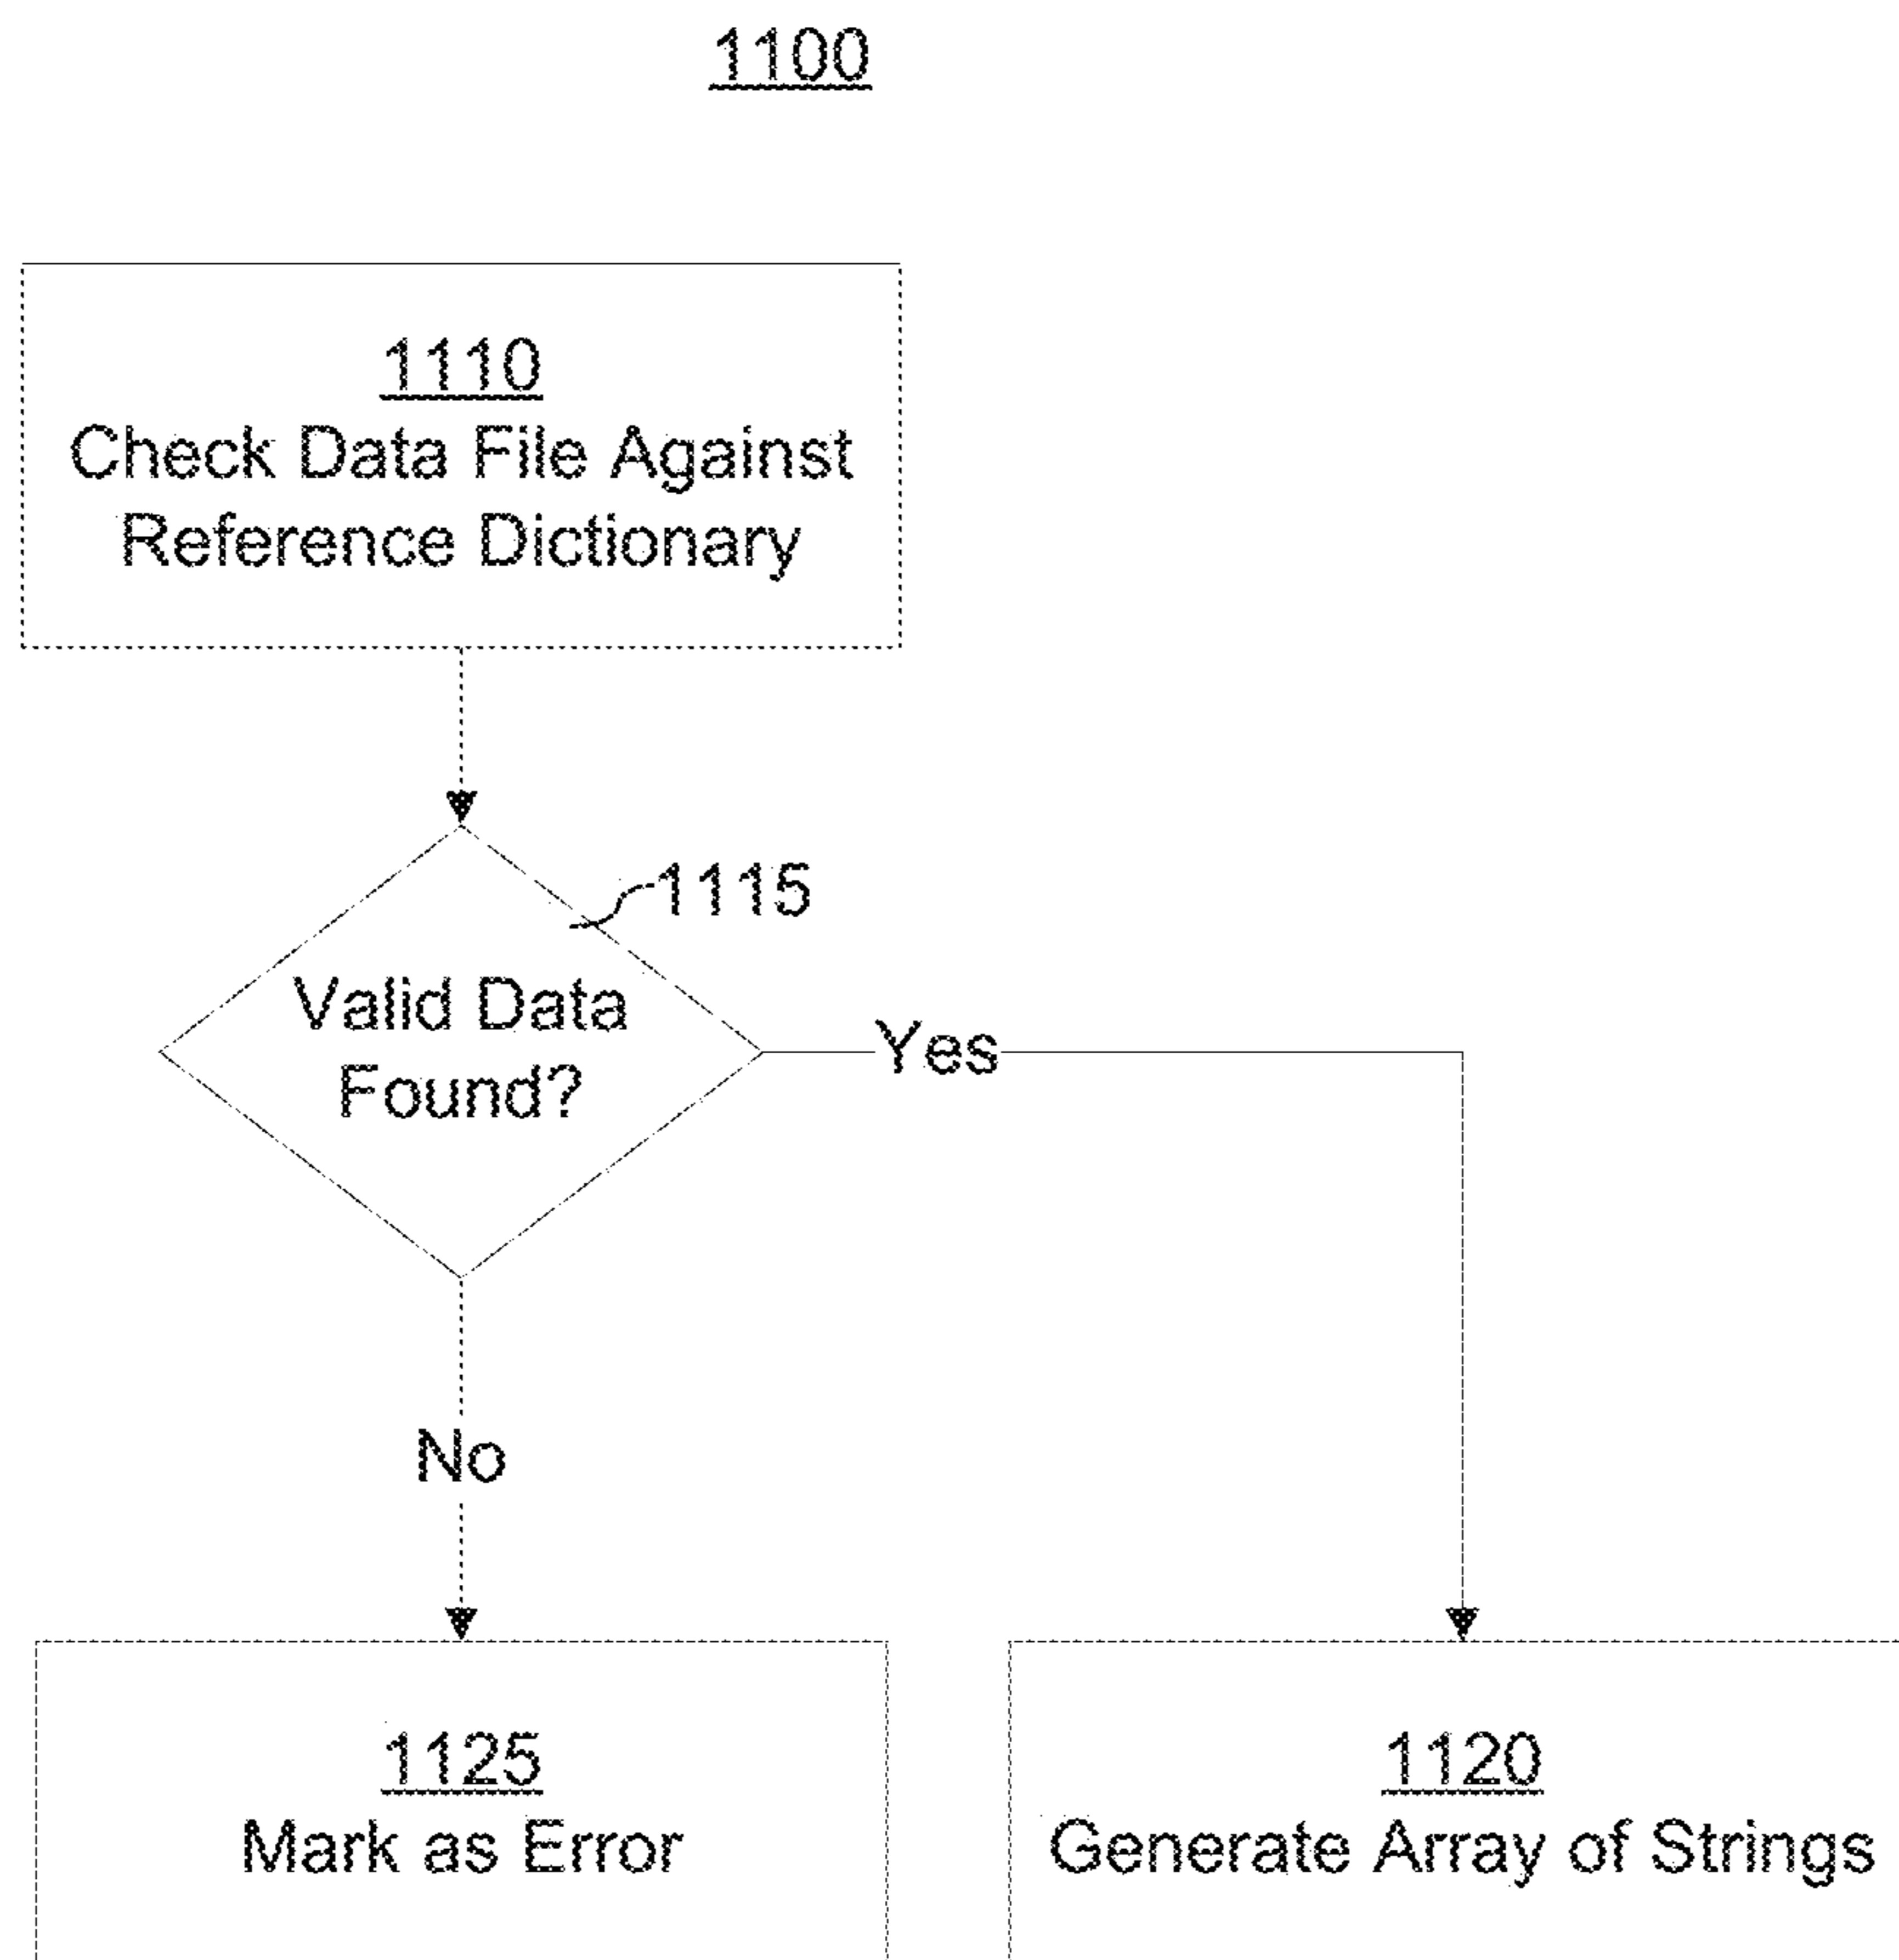 1100
1110
Check Data File Against
Reference Dictionary
1115
Valid Data
Found?
Yes
No
1125
Mark as Error
1120
Generate Array of Strings